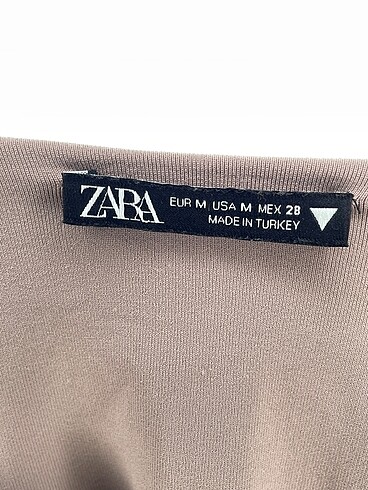 ZARA
EUR M USA M MEX 28
MADE IN TURKEY